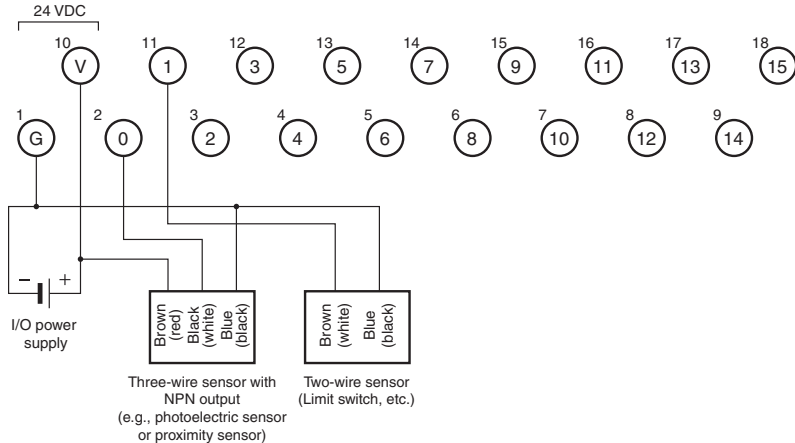 24 VDC
10 11 12 13 14 15 16 17 18
V 1 3 5 7 9 11 13 15
1 2 3 4 5 6 7 8 9
G 0 2 4 6 8 10 12 14
− +
I/O power
supply
Brown
(red)
Black
(white)
Blue
(black)
Brown
(white)
Blue
(black)
Three-wire sensor with
NPN output
(e.g., photoelectric sensor
or proximity sensor)
Two-wire sensor
(Limit switch, etc.)